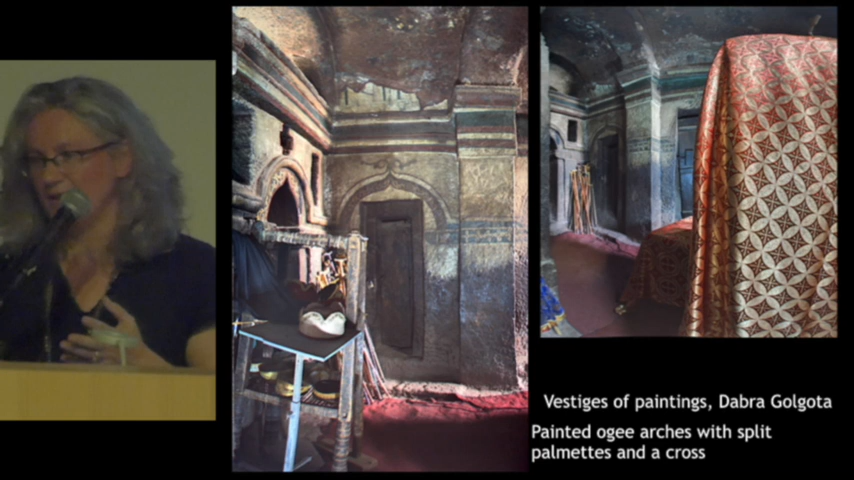 Vestiges of paintings, Dabra Golgota
Painted ogee arches with split
palmettes and a cross